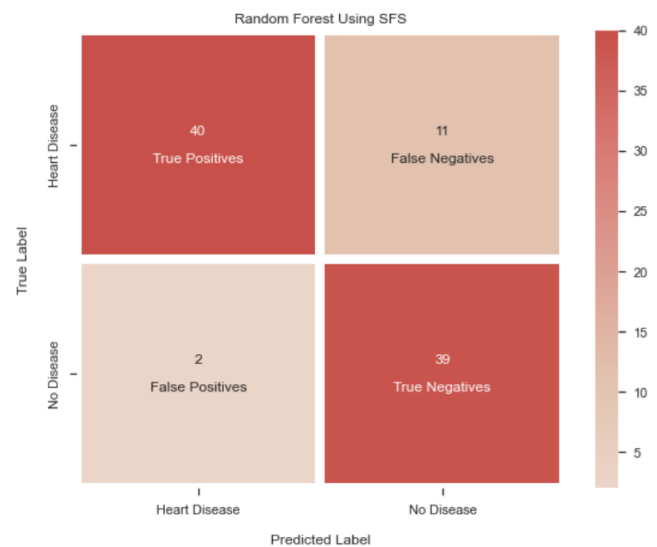 Random Forest Using SFS
40
True Positives
11
False Negatives
2
False Positives
39
True Negatives
Heart Disease
No Disease
True Label
Heart Disease
No Disease
Predicted Label
40
35
30
25
20
15
10
5